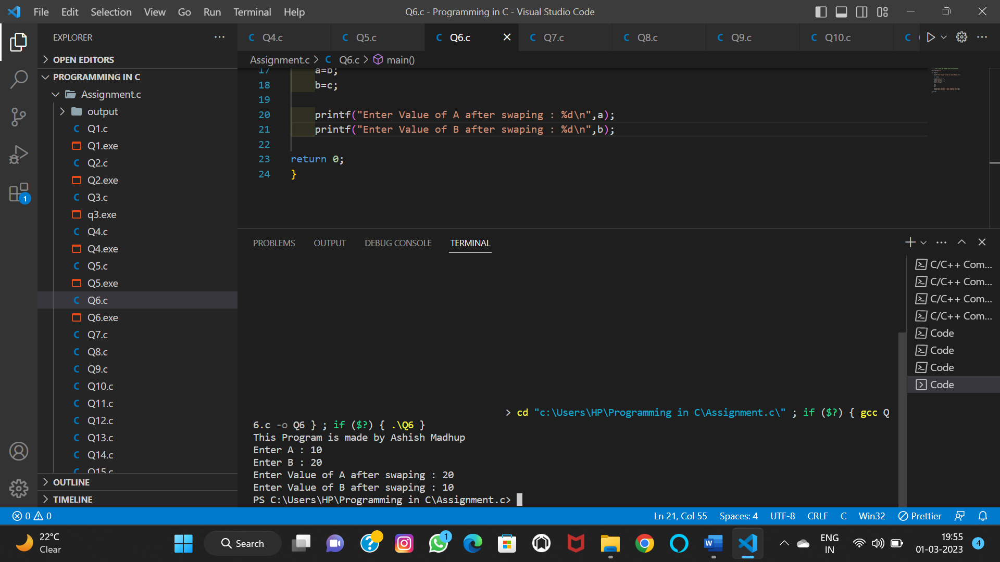 File Edit Selection View Go Run Terminal Help
Q6.c - Programming in C - Visual Studio Code
EXPLORER
OPEN EDITORS
PROGRAMMING IN C
Assignment.c
output
Q1.c
Q1.exe
Q2.c
Q2.exe
Q3.c
q3.exe
Q4.c
Q4.exe
Q5.c
Q5.exe
Q6.c
Q6.exe
Q7.c
Q8.c
Q9.c
Q10.c
Q11.c
Q12.c
Q13.c
Q14.c
Q15.c
OUTLINE
TIMELINE
1
C Q4.c C Q5.c C Q6.c C Q7.c C Q8.c C Q9.c C Q10.c C
Assignment.c > C Q6.c > main()
17 a=b;
18 b=c;
19
20 printf("Enter Value of A after swaping : %d\n",a);
21 printf("Enter Value of B after swaping : %d\n",b);
22
23 return 0;
24 }
PROBLEMS OUTPUT DEBUG CONSOLE TERMINAL
> cd "c:\Users\HP\Programming in C\Assignment.c\" ; if ($?) { gcc Q
6.c -o Q6 } ; if ($?) { .\Q6 }
This Program is made by Ashish Madhup
Enter A : 10
Enter B : 20
Enter Value of A after swaping : 20
Enter Value of B after swaping : 10
PS C:\Users\HP\Programming in C\Assignment.c>
C/C++ Com...
C/C++ Com...
C/C++ Com...
C/C++ Com...
Code
Code
Code
Code
0 0
Ln 21, Col 55 Spaces: 4 UTF-8 CRLF C Win32 Prettier
22°C
Clear
Search
1
W
ENG
IN
19:55
01-03-2023
4